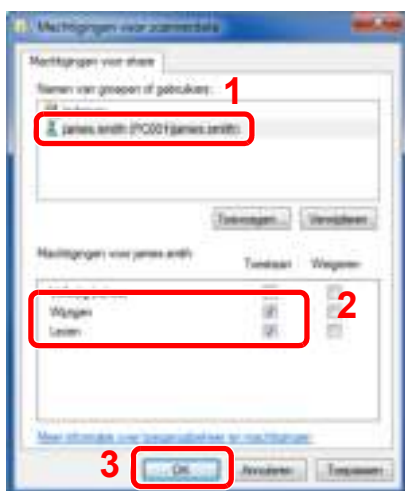 Machtigingen voor scannerdata
Machtigingen voor share
Namen van groepen of gebruikers:
1
james.smith (PC001\james.smith)
Toevoegen... Verwijderen
Machtigingen voor james.smith
Toestaan Weigeren
2
Wijzigen
Lezen
Meer informatie over toegangsbeheer en machtigingen
3
OK Annuleren Toepassen